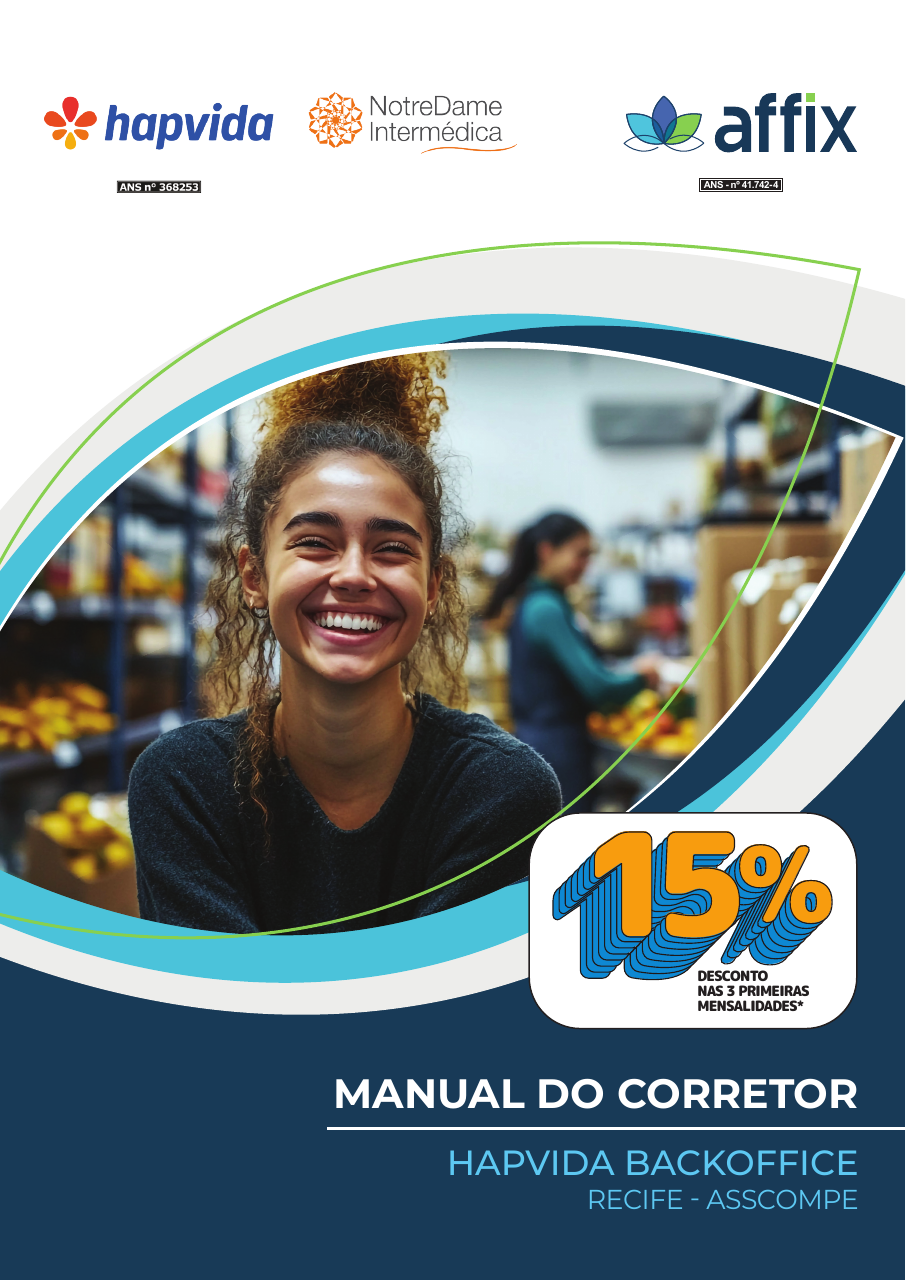 hapvida
NotreDame
Intermédica
affix
ANS nº 368253
ANS - nº 41.742-4
15%
DESCONTO
NAS 3 PRIMEIRAS
MENSALIDADES*
MANUAL DO CORRETOR
HAPVIDA BACKOFFICE
RECIFE - ASSCOMPE